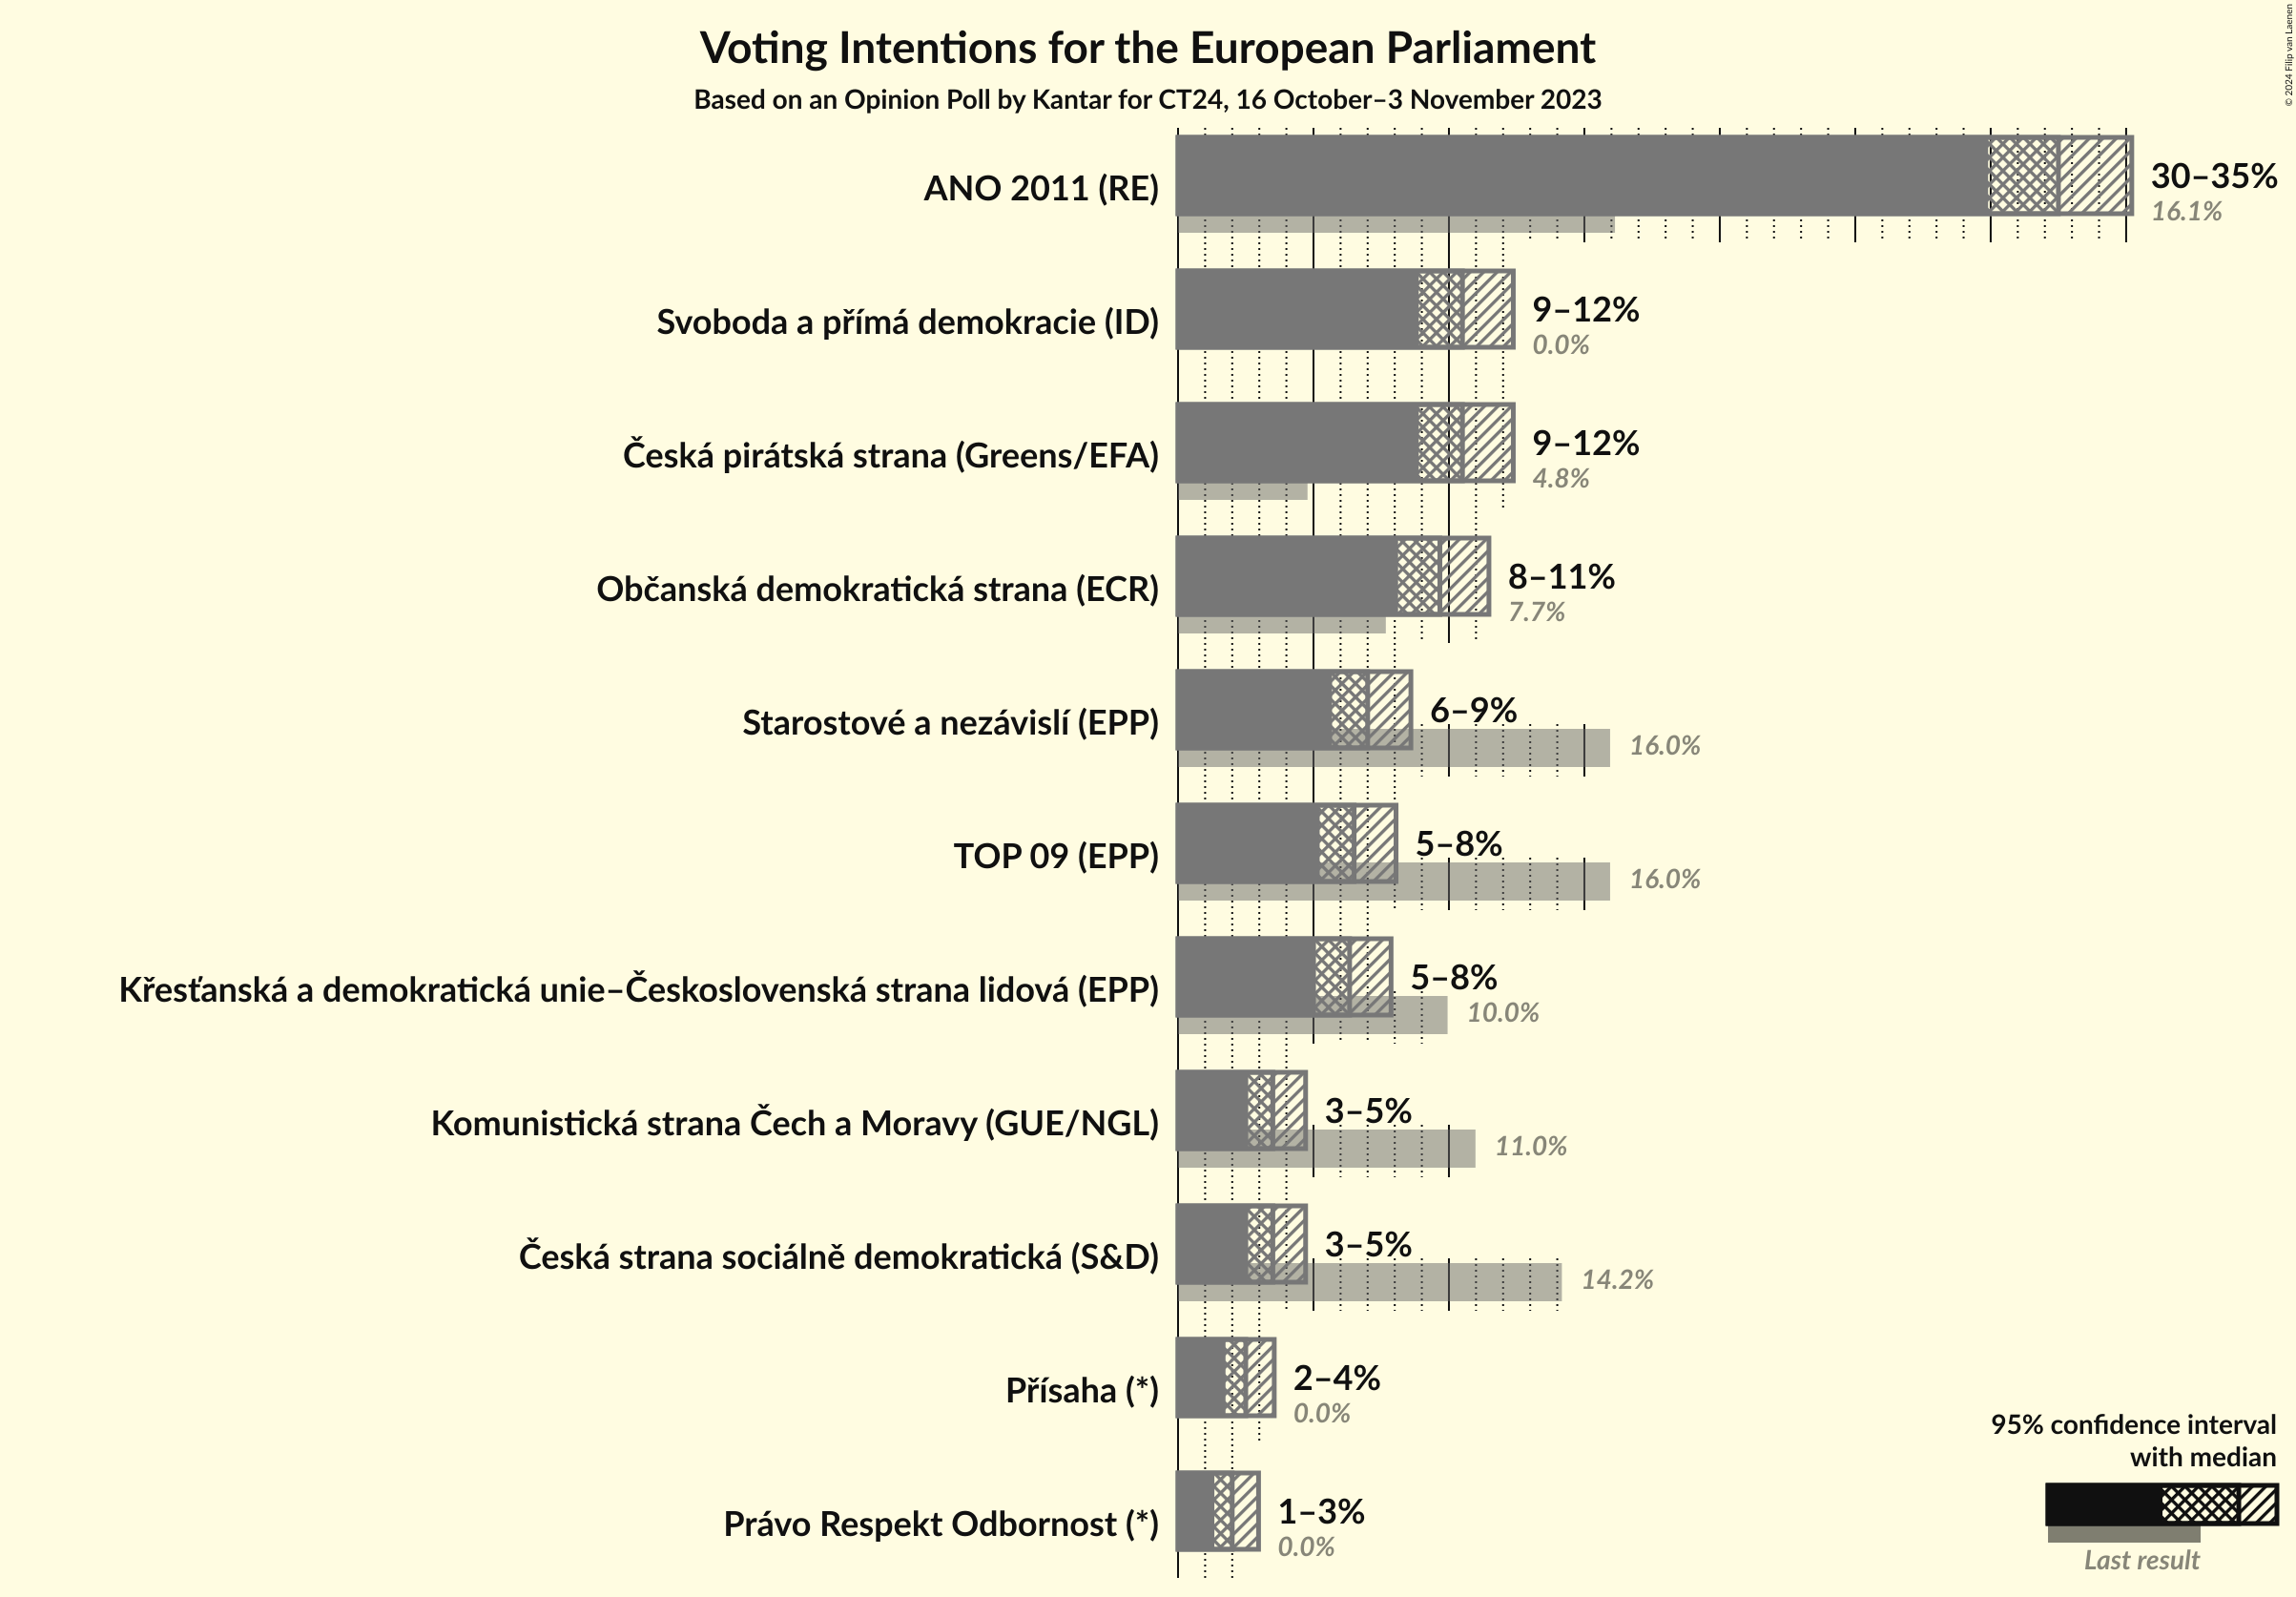 Voting Intentions for the European Parliament
Based on an Opinion Poll by Kantar for CT24, 16 October–3 November 2023
© 2024 Filip van Laenen
ANO 2011 (RE)
30–35%
16.1%
Svoboda a přímá demokracie (ID)
9–12%
0.0%
Česká pirátská strana (Greens/EFA)
9–12%
4.8%
Občanská demokratická strana (ECR)
8–11%
7.7%
Starostové a nezávislí (EPP)
6–9%
16.0%
TOP 09 (EPP)
5–8%
16.0%
Křesťanská a demokratická unie–Československá strana lidová (EPP)
5–8%
10.0%
Komunistická strana Čech a Moravy (GUE/NGL)
3–5%
11.0%
Česká strana sociálně demokratická (S&D)
3–5%
14.2%
Přísaha (*)
2–4%
0.0%
Právo Respekt Odbornost (*)
1–3%
0.0%
95% confidence interval
with median
Last result